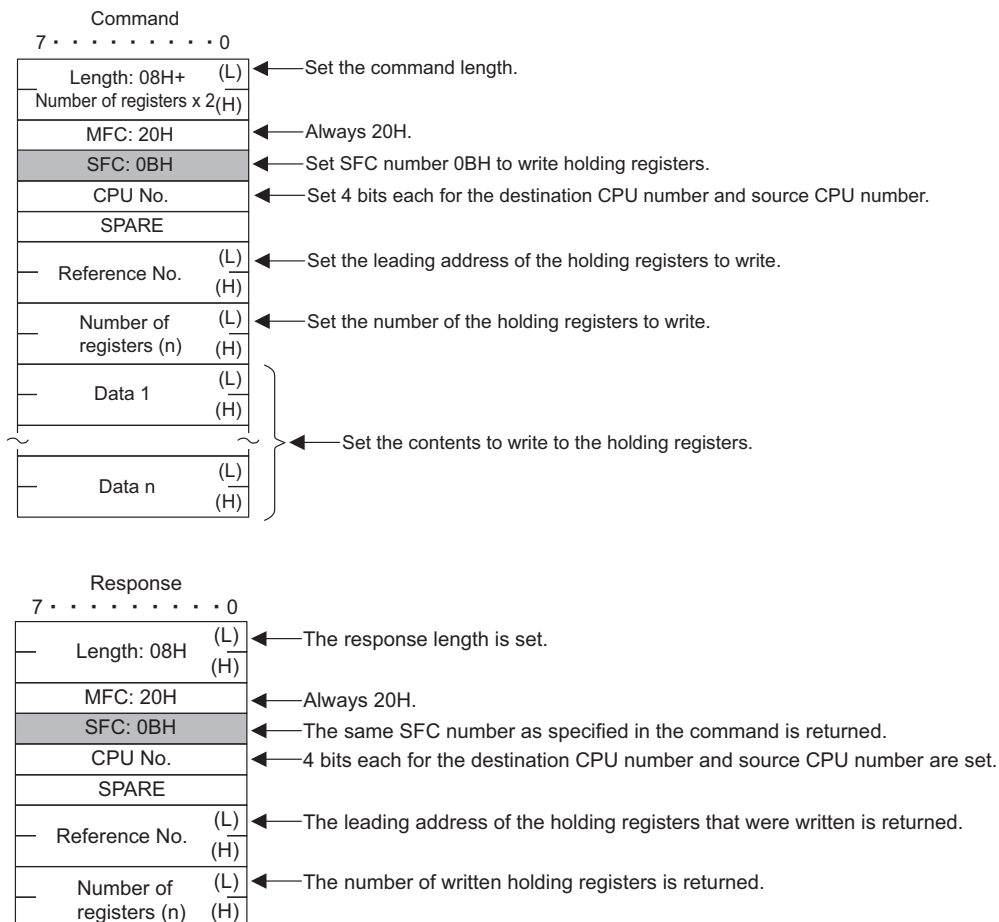 Command
7 · · · · · · · · · 0
Length: 08H+ (L)
Number of registers x 2 (H)
Set the command length.
MFC: 20H
Always 20H.
SFC: 0BH
Set SFC number 0BH to write holding registers.
CPU No.
Set 4 bits each for the destination CPU number and source CPU number.
SPARE
Reference No. (L)
(H)
Set the leading address of the holding registers to write.
Number of (L)
registers (n) (H)
Set the number of the holding registers to write.
Data 1 (L)
(H)
Set the contents to write to the holding registers.
Data n (L)
(H)
Response
7 · · · · · · · · · 0
Length: 08H (L)
(H)
The response length is set.
MFC: 20H
Always 20H.
SFC: 0BH
The same SFC number as specified in the command is returned.
CPU No.
4 bits each for the destination CPU number and source CPU number are set.
SPARE
Reference No. (L)
(H)
The leading address of the holding registers that were written is returned.
Number of (L)
registers (n) (H)
The number of written holding registers is returned.